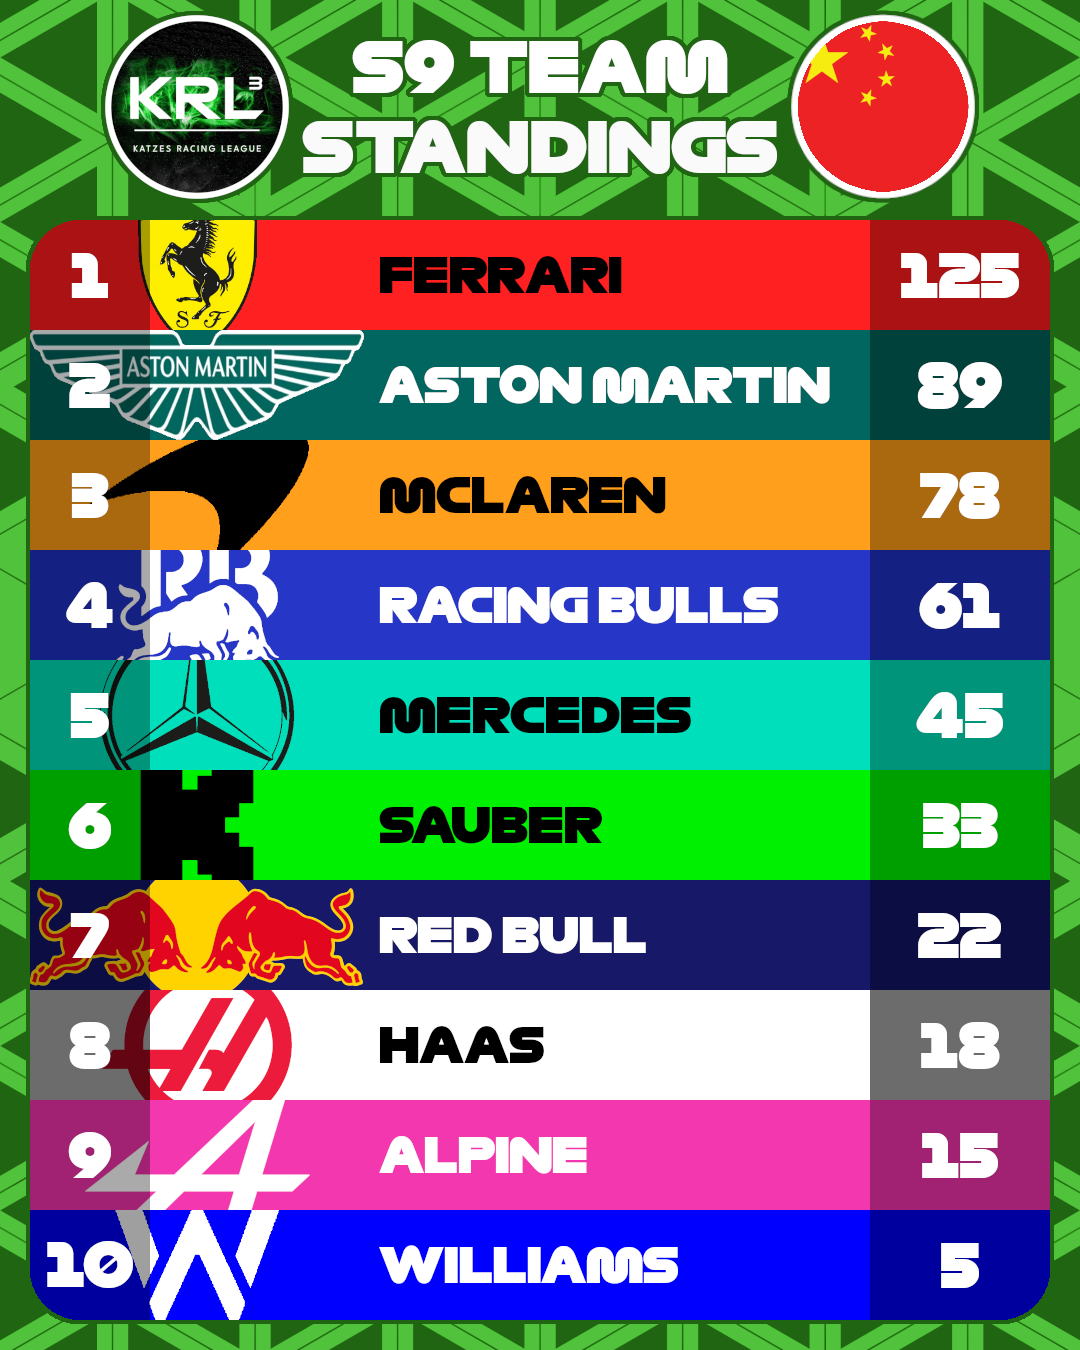 KRL3
KATZES RACING LEAGUE
S9 TEAM
STANDINGS
1 S F FERRARI 125
2 ASTON MARTIN ASTON MARTIN 89
3 MCLAREN 78
4 RB RACING BULLS 61
5 MERCEDES 45
6 K SAUBER 33
7 RED BULL 22
8 H HAAS 18
9 A ALPINE 15
10 W WILLIAMS 5